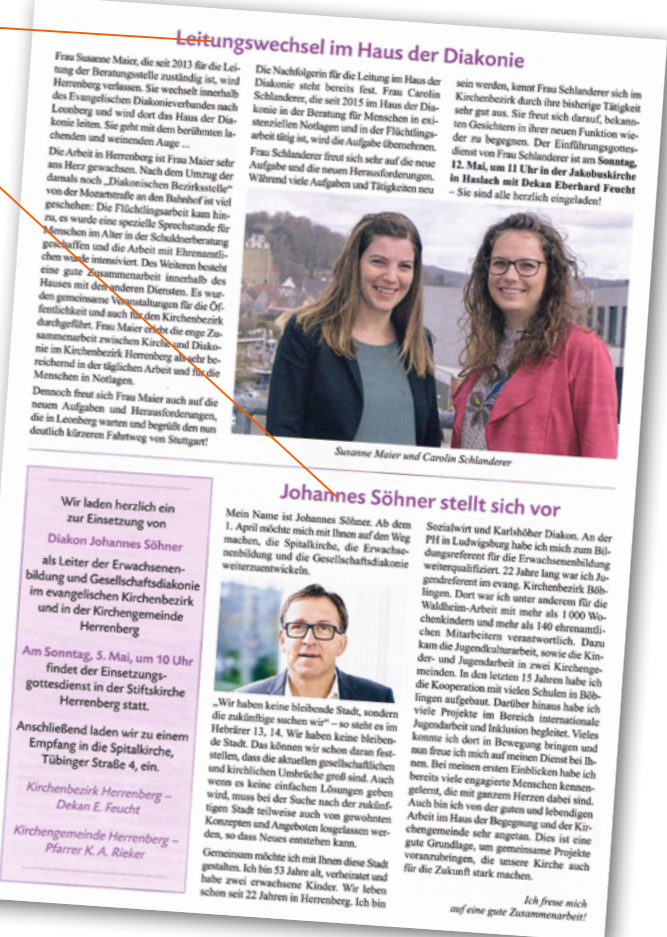 Leitungswechsel im Haus der Diakonie
Frau Susanne Maier, die seit 2013 für die Lei-
tung der Beratungsstelle zuständig ist, wird
Herrenberg verlassen. Sie wechselt innerhalb
des Evangelischen Diakonieverbandes nach
Leonberg und wird dort das Haus der Dia-
konie leiten. Sie geht mit dem berühmten la-
chenden und weinenden Auge ...
Die Arbeit in Herrenberg ist Frau Maier sehr
ans Herz gewachsen. Nach dem Umzug der
damals noch „Diakonischen Bezirksstelle“
von der Mozartstraße an den Bahnhof ist viel
geschehen: Die Flüchtlingsarbeit kam hin-
zu, es wurde eine spezielle Sprechstunde für
Menschen im Alter in der Schuldnerberatung
geschaffen und die Arbeit mit Ehrenamtli-
chen wurde intensiviert. Des Weiteren besteht
eine gute Zusammenarbeit innerhalb des
Hauses mit den anderen Diensten. Es wur-
den gemeinsame Veranstaltungen für die Öf-
fentlichkeit und auch für den Kirchenbezirk
durchgeführt. Frau Maier erlebt die enge Zu-
sammenarbeit zwischen Kirche und Diako-
nie im Kirchenbezirk Herrenberg als sehr be-
reichernd in der täglichen Arbeit und für die
Menschen in Notlagen.
Dennoch freut sich Frau Maier auch auf die
neuen Aufgaben und Herausforderungen,
die in Leonberg warten und begrüßt den nun
deutlich kürzeren Fahrtweg von Stuttgart!
Die Nachfolgerin für die Leitung im Haus der
Diakonie steht bereits fest. Frau Carolin
Schlanderer, die seit 2015 im Haus der Dia-
konie in der Beratung für Menschen in exi-
stenziellen Notlagen und in der Flüchtlings-
arbeit tätig ist, wird die Aufgabe übernehmen.
Frau Schlanderer freut sich sehr auf die neue
Aufgabe und die neuen Herausforderungen.
Während viele Aufgaben und Tätigkeiten neu
sein werden, kennt Frau Schlanderer sich im
Kirchenbezirk durch ihre bisherige Tätigkeit
sehr gut aus. Sie freut sich darauf, bekann-
ten Gesichtern in ihrer neuen Funktion wie-
der zu begegnen. Der Einführungsgottes-
dienst von Frau Schlanderer ist am Sonntag,
12. Mai, um 11 Uhr in der Jakobuskirche
in Haslach mit Dekan Eberhard Feucht
– Sie sind alle herzlich eingeladen!
Susanne Maier und Carolin Schlanderer
Wir laden herzlich ein
zur Einsetzung von
Diakon Johannes Söhner
als Leiter der Erwachsenen-
bildung und Gesellschaftsdiakonie
im evangelischen Kirchenbezirk
und in der Kirchengemeinde
Herrenberg
Am Sonntag, 5. Mai, um 10 Uhr
findet der Einsetzungs-
gottesdienst in der Stiftskirche
Herrenberg statt.
Anschließend laden wir zu einem
Empfang in die Spitalkirche,
Tübinger Straße 4, ein.
Kirchenbezirk Herrenberg –
Dekan E. Feucht
Kirchengemeinde Herrenberg –
Pfarrer K. A. Rieker
Johannes Söhner stellt sich vor
Mein Name ist Johannes Söhner. Ab dem
1. April möchte mich mit Ihnen auf den Weg
machen, die Spitalkirche, die Erwachse-
nenbildung und die Gesellschaftsdiakonie
weiterzuentwickeln.
„Wir haben keine bleibende Stadt, sondern
die zukünftige suchen wir“ – so steht es im
Hebräer 13, 14. Wir haben keine bleiben-
de Stadt. Das können wir schon daran fest-
stellen, dass die aktuellen gesellschaftlichen
und kirchlichen Umbrüche groß sind. Auch
wenn es keine einfachen Lösungen geben
wird, muss bei der Suche nach der zukünf-
tigen Stadt teilweise auch von gewohnten
Konzepten und Angeboten losgelassen wer-
den, so dass Neues entstehen kann.
Gemeinsam möchte ich mit Ihnen diese Stadt
gestalten. Ich bin 53 Jahre alt, verheiratet und
habe zwei erwachsene Kinder. Wir leben
schon seit 22 Jahren in Herrenberg. Ich bin
Sozialwirt und Karlshöher Diakon. An der
PH in Ludwigsburg habe ich mich zum Bil-
dungsreferent für die Erwachsenenbildung
weiterqualifiziert. 22 Jahre lang war ich Ju-
gendreferent im evang. Kirchenbezirk Böb-
lingen. Dort war ich unter anderem für die
Waldheim-Arbeit mit mehr als 1 000 Wo-
chenkindern und mehr als 140 ehrenamtli-
chen Mitarbeitern verantwortlich. Dazu
kam die Jugendkulturarbeit, sowie die Kin-
der- und Jugendarbeit in zwei Kirchenge-
meinden. In den letzten 15 Jahren habe ich
die Kooperation mit vielen Schulen in Böb-
lingen aufgebaut. Darüber hinaus habe ich
viele Projekte im Bereich internationale
Jugendarbeit und Inklusion begleitet. Vieles
konnte ich dort in Bewegung bringen und
nun freue ich mich auf meinen Dienst bei Ih-
nen. Bei meinen ersten Einblicken habe ich
bereits viele engagierte Menschen kennen-
gelernt, die mit ganzem Herzen dabei sind.
Auch bin ich von der guten und lebendigen
Arbeit im Haus der Begegnung und der Kir-
chengemeinde sehr angetan. Dies ist eine
gute Grundlage, um gemeinsame Projekte
voranzubringen, die unsere Kirche auch
für die Zukunft stark machen.
Ich freue mich
auf eine gute Zusammenarbeit!